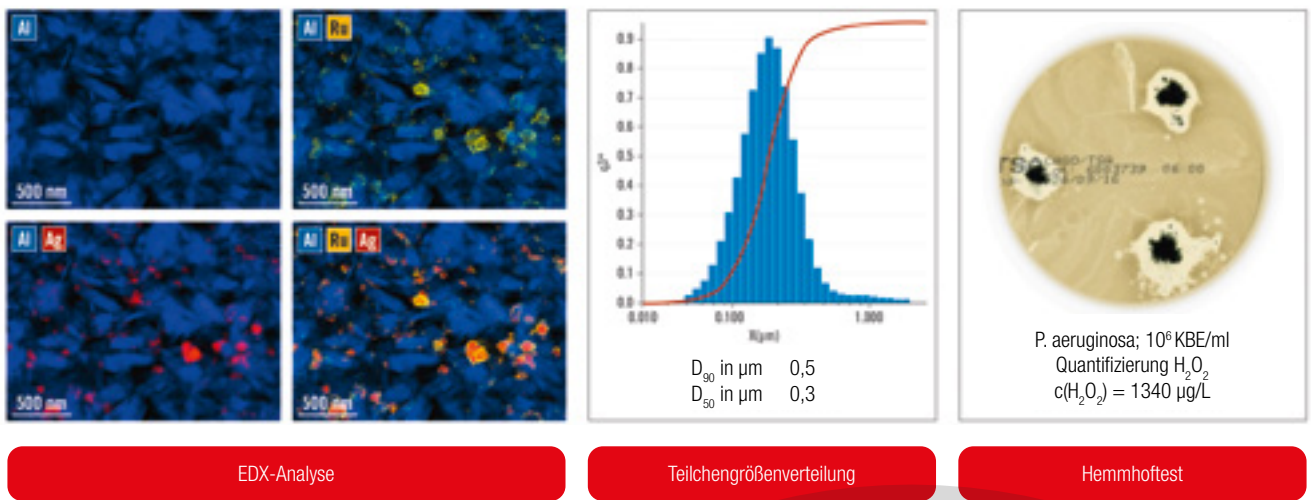 Al
Al Ru
500 nm
500 nm
Al Ag
Al Ru Ag
500 nm
500 nm
EDX-Analyse
0.9
0.8
0.7
0.6
0.5
0.4
0.3
0.2
0.1
0.0
0.010 0.100 1.000
X(µm)
D₉₀ in µm 0,5
D₅₀ in µm 0,3
Teilchengrößenverteilung
TSA
06:00
P. aeruginosa; 10⁶ KBE/ml
Quantifizierung H₂O₂
c(H₂O₂) = 1340 µg/L
Hemmhoftest